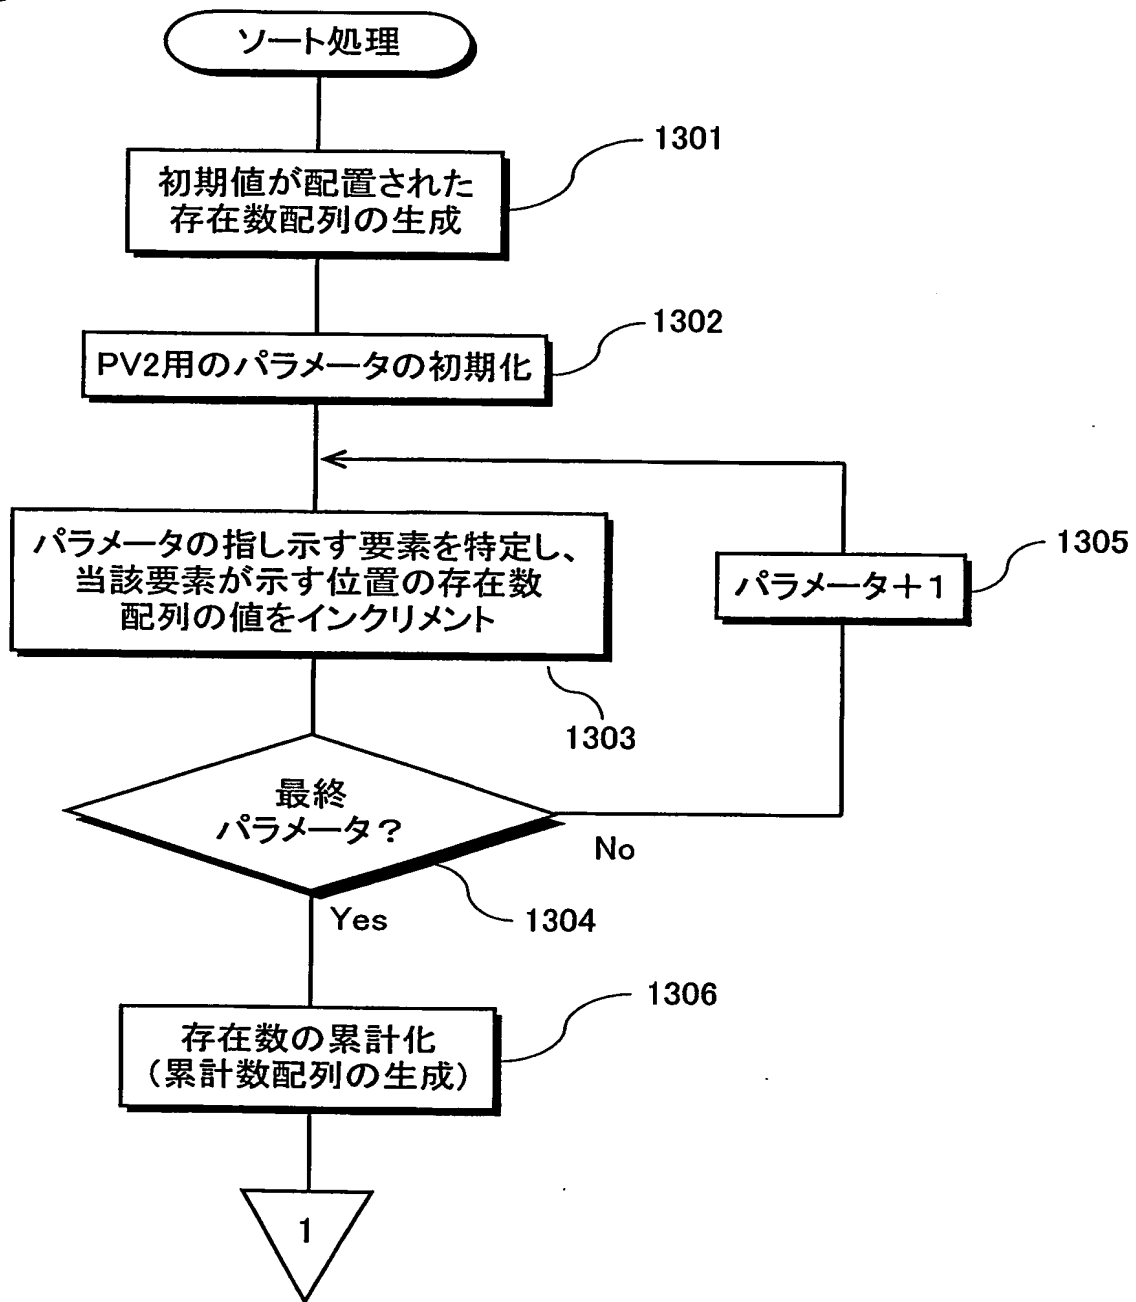 ソート処理
1301
初期値が配置された
存在数配列の生成
1302
PV2用のパラメータの初期化
パラメータの指し示す要素を特定し、
当該要素が示す位置の存在数
配列の値をインクリメント
1303
1305
パラメータ+1
最終
パラメータ?
No
1304
Yes
1306
存在数の累計化
(累計数配列の生成)
1